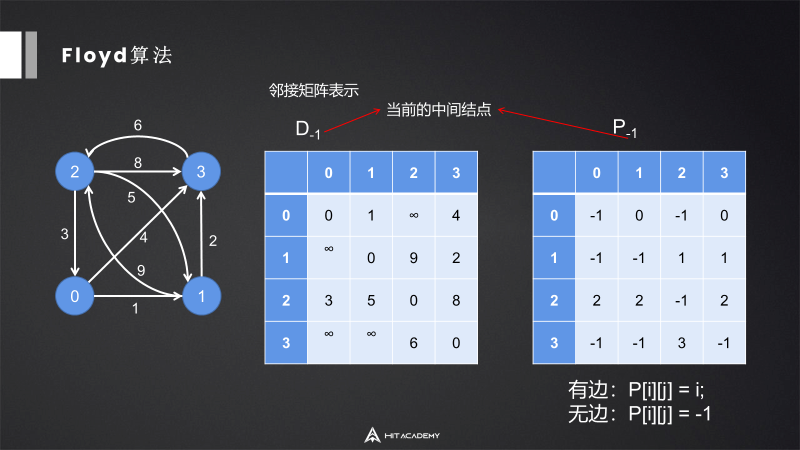 Floyd算法
邻接矩阵表示
当前的中间结点
D-1
P-1
6
2
8
3
5
3
4
2
9
0
1
1
0 1 2 3
0 0 1 ∞ 4
1 ∞ 0 9 2
2 3 5 0 8
3 ∞ ∞ 6 0
0 1 2 3
0 -1 0 -1 0
1 -1 -1 1 1
2 2 2 -1 2
3 -1 -1 3 -1
有边：P[i][j] = i;
无边：P[i][j] = -1
HIT ACADEMY